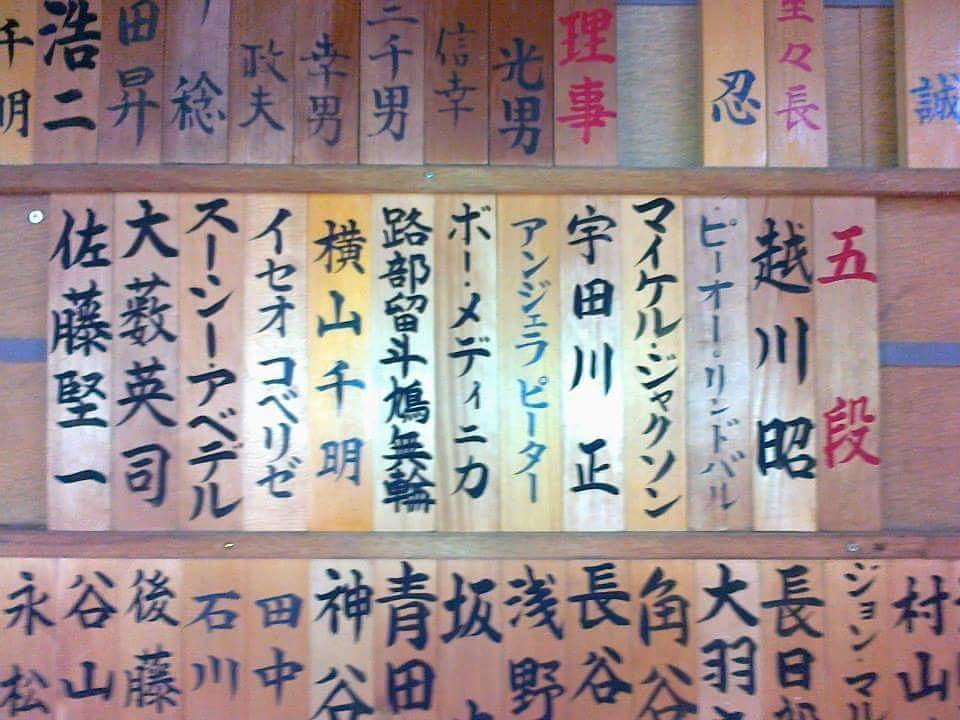 誠
里々長
忍
理事
光男
信幸
二千男
幸男
政夫
稔
田昇
浩二
千明
五段
越川昭
ピーオー・リンドバル
マイケル・ジャクソン
宇田川正
アンジェラ ピーター
ボー・メディニカ
路部留斗鳩無輪
イセオ コベリゼ
横山千明
スーシー・アベデル
大薮英司
佐藤堅一
村山
ジョン・マル
長日
大羽
角谷
長谷
浅野
坂
青田
神谷
田中
石川
後藤
谷山
永松